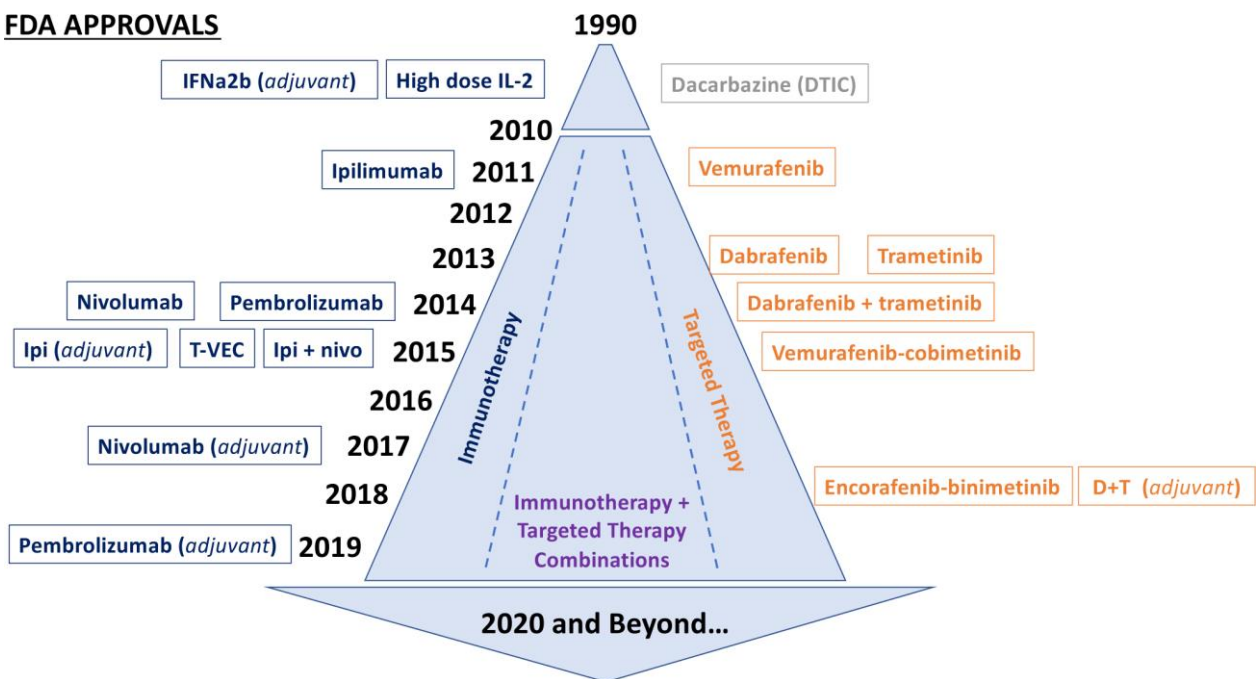 FDA APPROVALS
1990
IFNa2b (adjuvant)
High dose IL-2
Dacarbazine (DTIC)
2010
Ipilimumab
2011
Vemurafenib
2012
2013
Dabrafenib
Trametinib
Nivolumab
Pembrolizumab
2014
Dabrafenib + trametinib
Ipi (adjuvant)
T-VEC
Ipi + nivo
2015
Vemurafenib-cobimetinib
Immunotherapy
Targeted Therapy
2016
Nivolumab (adjuvant)
2017
2018
Encorafenib-binimetinib
D+T (adjuvant)
Immunotherapy +
Targeted Therapy
Combinations
Pembrolizumab (adjuvant)
2019
2020 and Beyond…